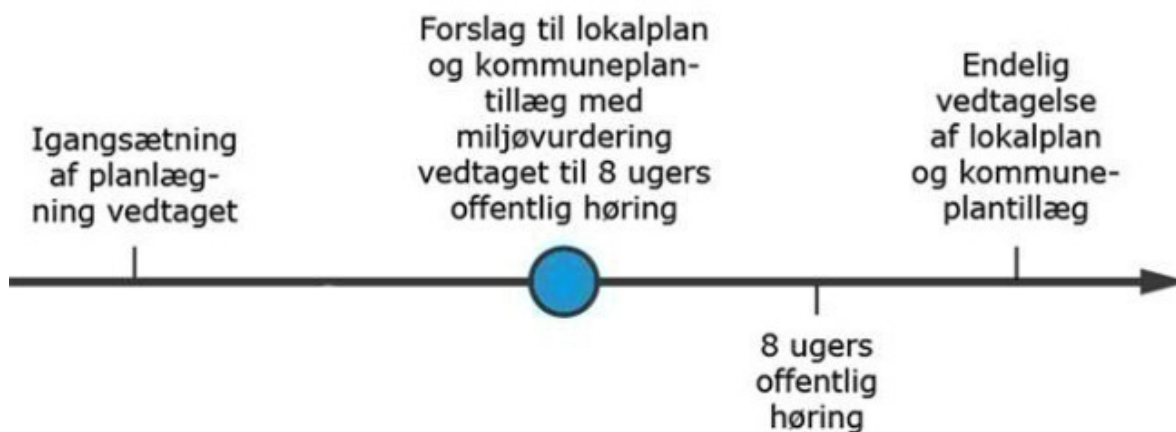 Igangsætning
af planlæg-
ning vedtaget
Forslag til lokalplan
og kommuneplan-
tillæg med
miljøvurdering
vedtaget til 8 ugers
offentlig høring
8 ugers
offentlig
høring
Endelig
vedtagelse
af lokalplan
og kommune-
plantillæg